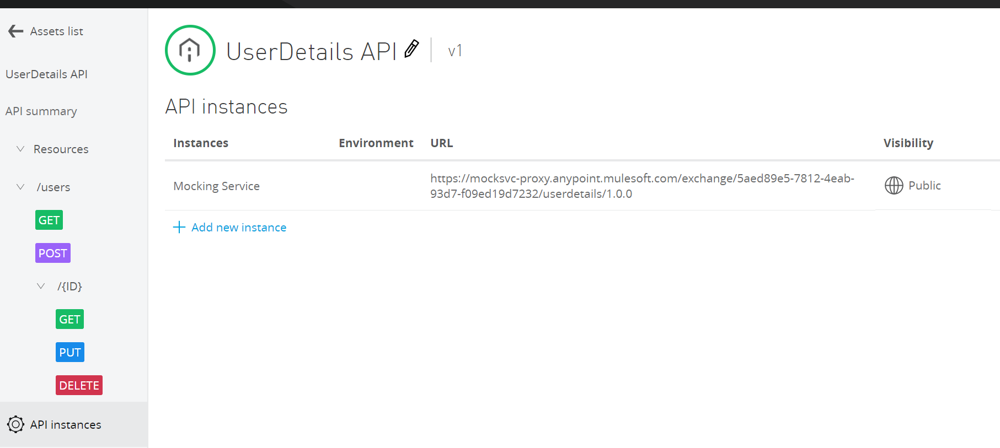 Assets list
UserDetails API
API summary
Resources
/users
GET
POST
/{ID}
GET
PUT
DELETE
API instances
UserDetails API
v1
API instances
Instances Environment URL Visibility
Mocking Service
https://mocksvc-proxy.anypoint.mulesoft.com/exchange/5aed89e5-7812-4eab-
93d7-f09ed19d7232/userdetails/1.0.0
Public
Add new instance